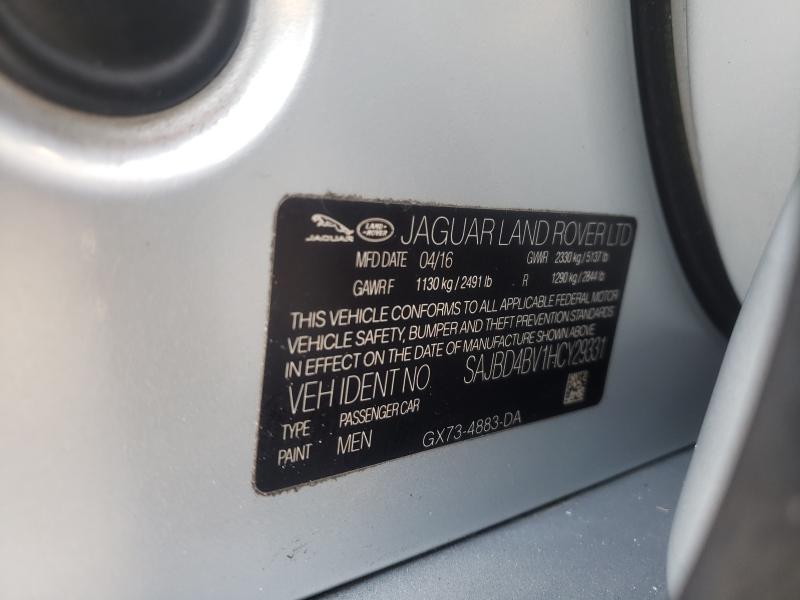 JAGUAR LAND-ROVER JAGUAR LAND ROVER LTD
MFD DATE 04/16 GVWR 2330 kg / 5137 lb
GAWR F 1130 kg / 2491 lb R 1290 kg / 2844 lb
THIS VEHICLE CONFORMS TO ALL APPLICABLE FEDERAL MOTOR
VEHICLE SAFETY, BUMPER AND THEFT PREVENTION STANDARDS
IN EFFECT ON THE DATE OF MANUFACTURE SHOWN ABOVE.
VEH IDENT NO. SAJBD4BV1HCY29331
TYPE PASSENGER CAR
PAINT MEN GX73-4883-DA